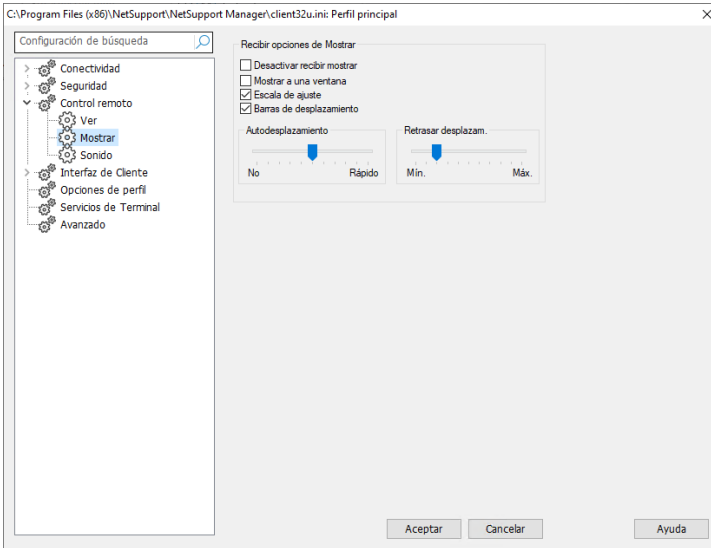 C:\Program Files (x86)\NetSupport\NetSupport Manager\client32u.ini: Perfil principal
Configuración de búsqueda
Conectividad
Seguridad
Control remoto
Ver
Mostrar
Sonido
Interfaz de Cliente
Opciones de perfil
Servicios de Terminal
Avanzado
Recibir opciones de Mostrar
Desactivar recibir mostrar
Mostrar a una ventana
Escala de ajuste
Barras de desplazamiento
Autodesplazamiento
No Rápido
Retrasar desplazam.
Mín. Máx.
Aceptar Cancelar Ayuda